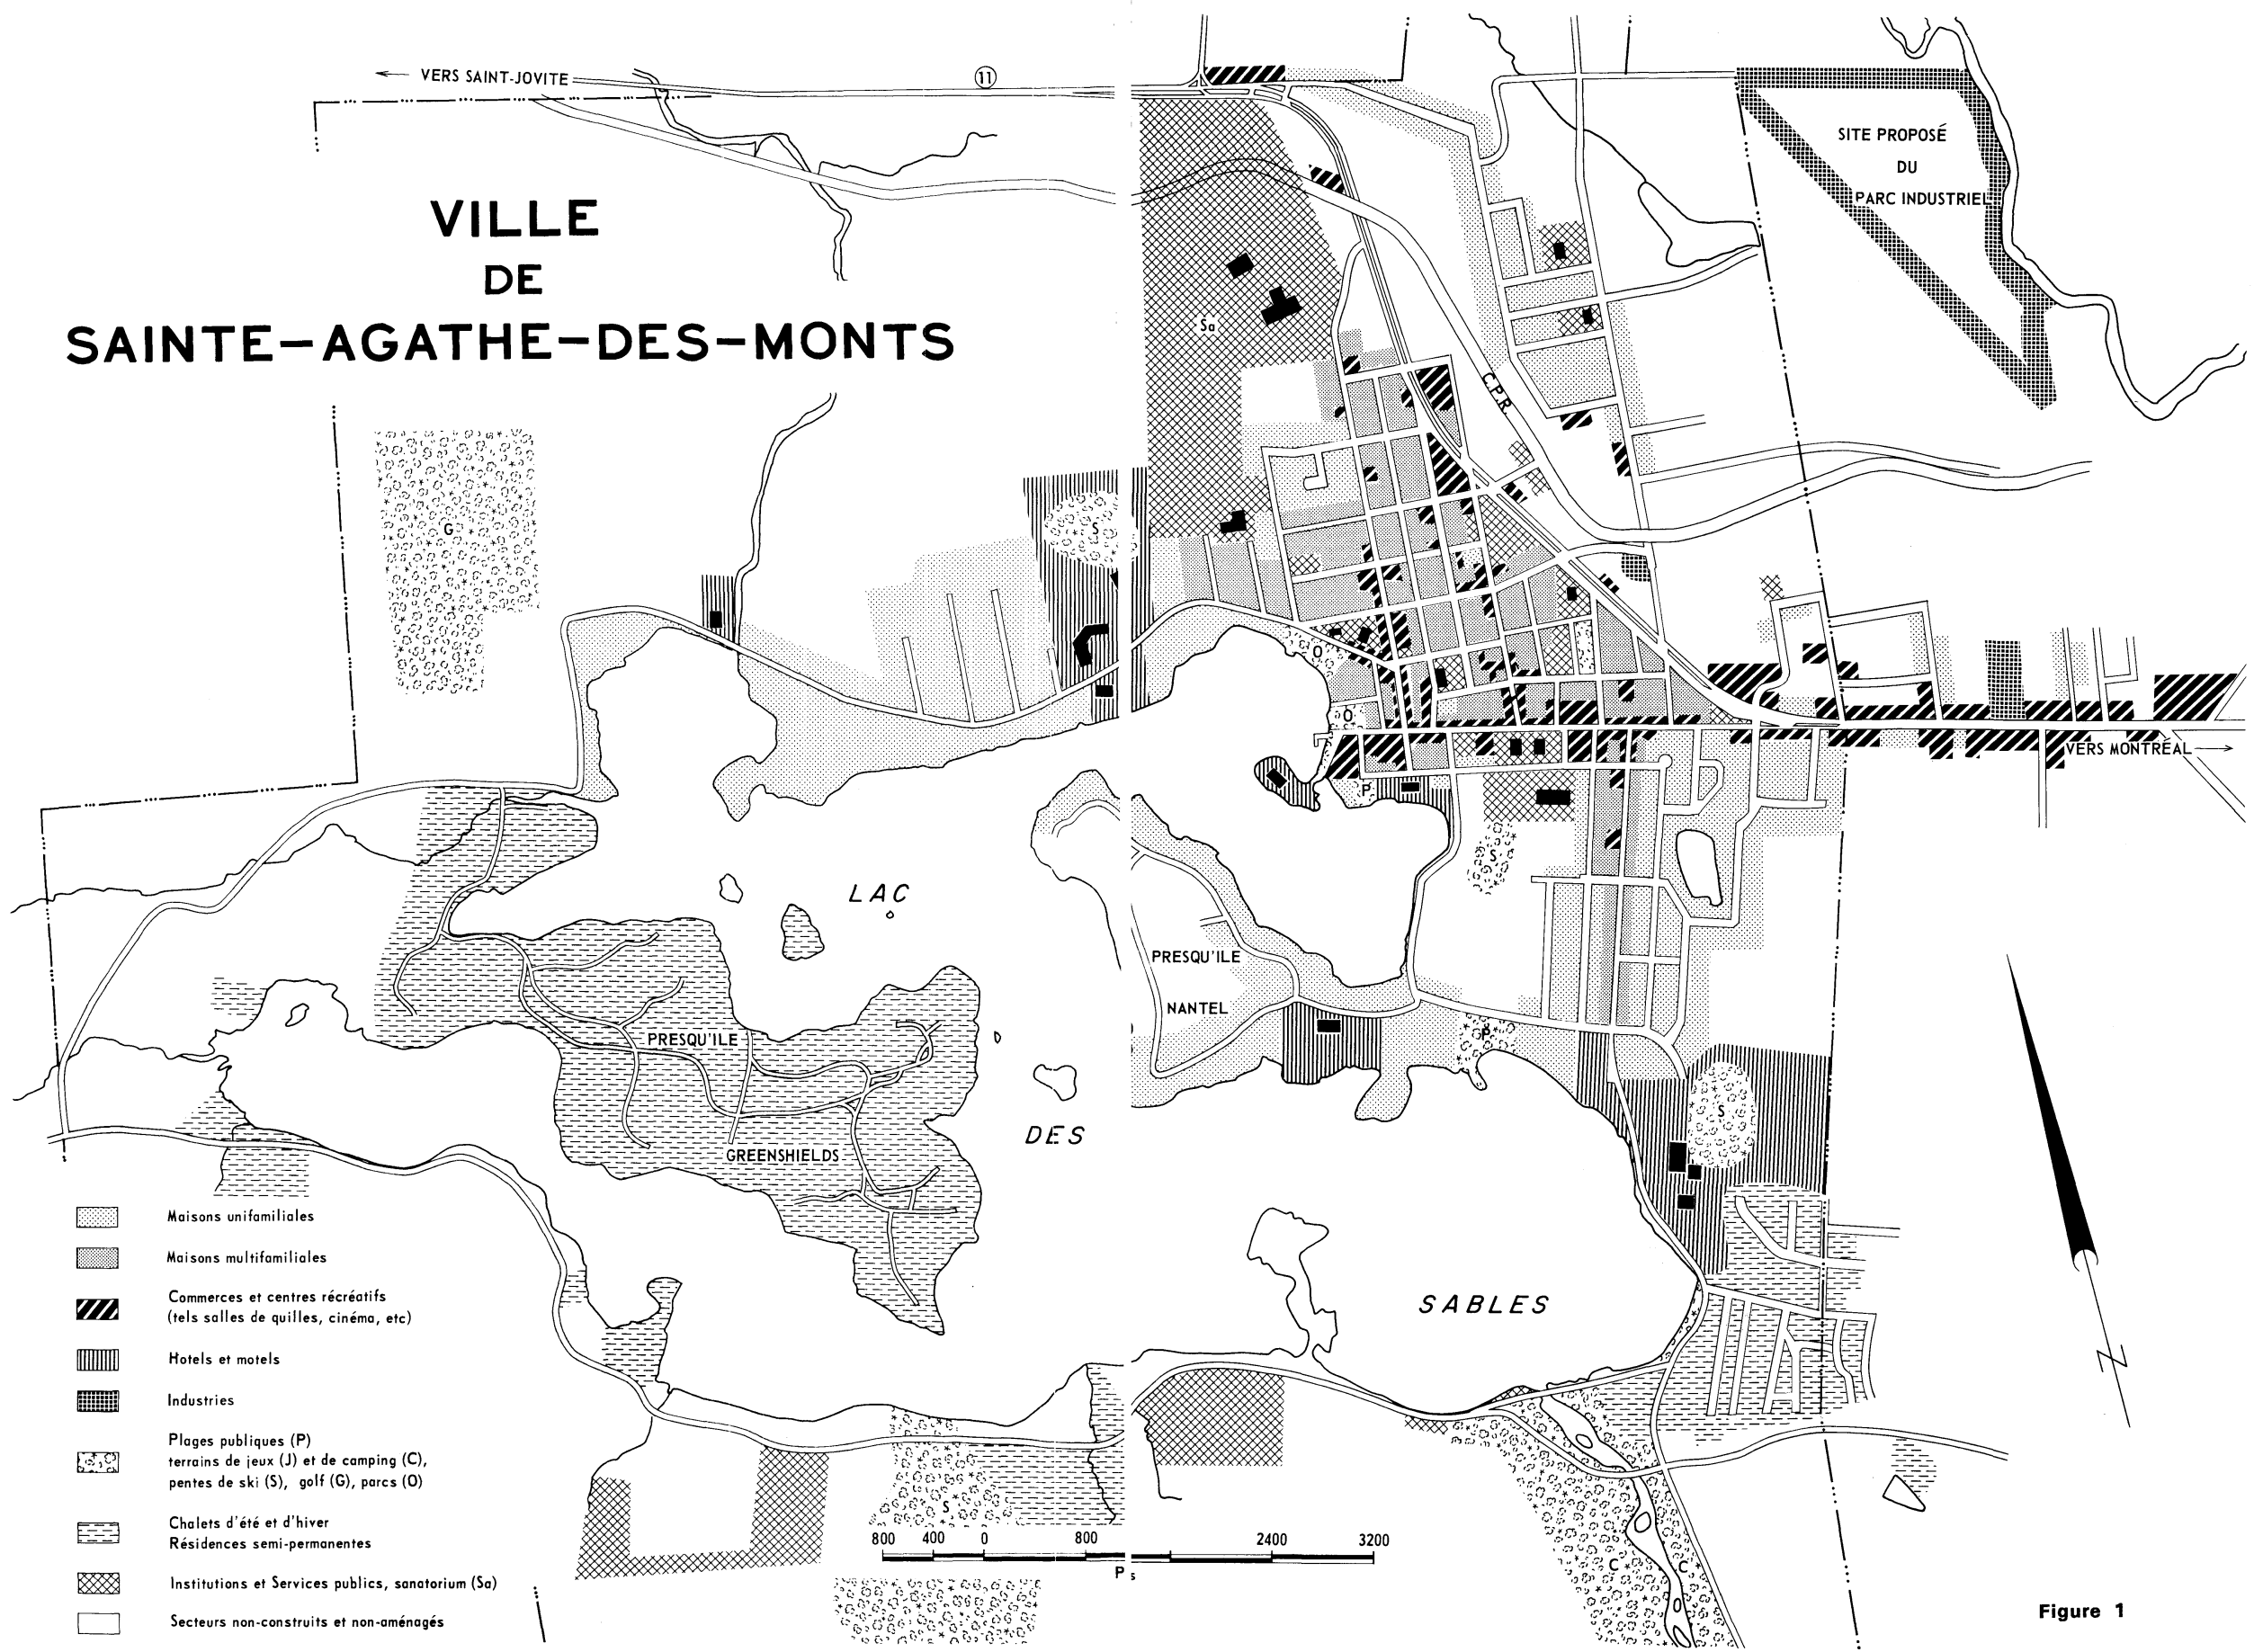 VERS SAINT-JOVITE
11
VILLE
DE
SAINTE-AGATHE-DES-MONTS
SITE PROPOSÉ
DU
PARC INDUSTRIEL
Sa
C.P.R.
G
S
O
O
P
VERS MONTRÉAL
S
LAC
PRESQU'ILE
NANTEL
P
PRESQU'ILE
GREENSHIELDS
DES
S
SABLES
Maisons unifamiliales
Maisons multifamiliales
Commerces et centres récréatifs
(tels salles de quilles, cinéma, etc)
Hotels et motels
Industries
Plages publiques (P)
terrains de jeux (J) et de camping (C),
pentes de ski (S), golf (G), parcs (O)
Chalets d'été et d'hiver
Résidences semi-permanentes
Institutions et Services publics, sanatorium (Sa)
Secteurs non-construits et non-aménagés
S
800 400 0 800 2400 3200
P s
C
C
Figure 1